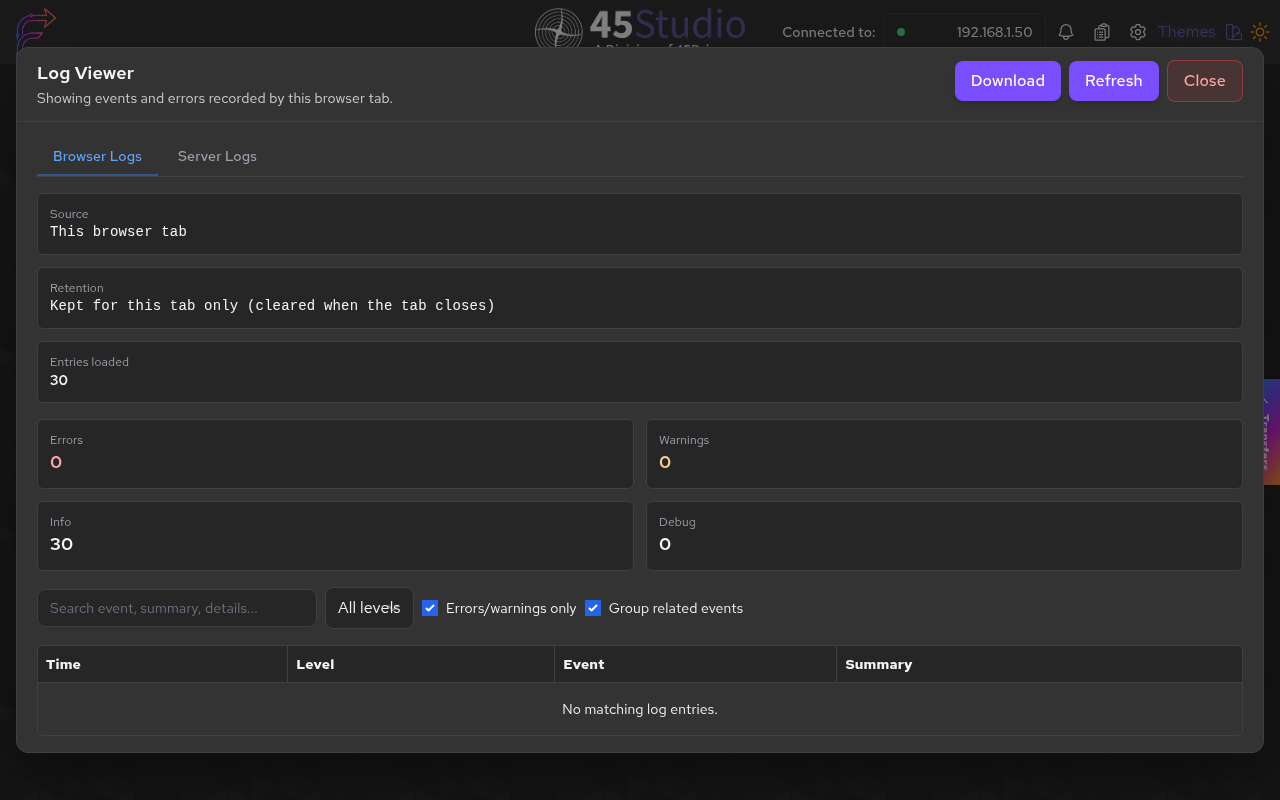 45Studio
Connected to:
192.168.1.50
Themes
Log Viewer
Showing events and errors recorded by this browser tab.
Download
Refresh
Close
Browser Logs
Server Logs
Source
This browser tab
Retention
Kept for this tab only (cleared when the tab closes)
Entries loaded
30
Errors
0
Warnings
0
Info
30
Debug
0
Search event, summary, details...
All levels
Errors/warnings only
Group related events
Time
Level
Event
Summary
No matching log entries.
Transfers